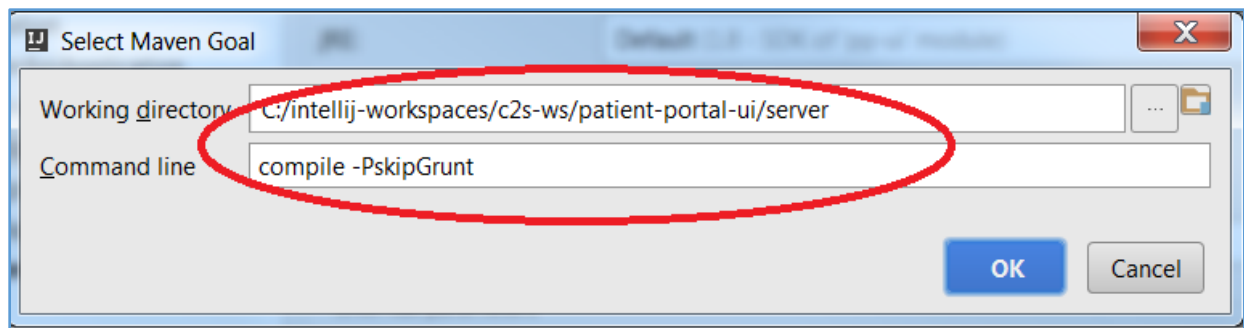 IJ Select Maven Goal
Working directory C:/intellij-workspaces/c2s-ws/patient-portal-ui/server ...
Command line compile -PskipGrunt
OK Cancel